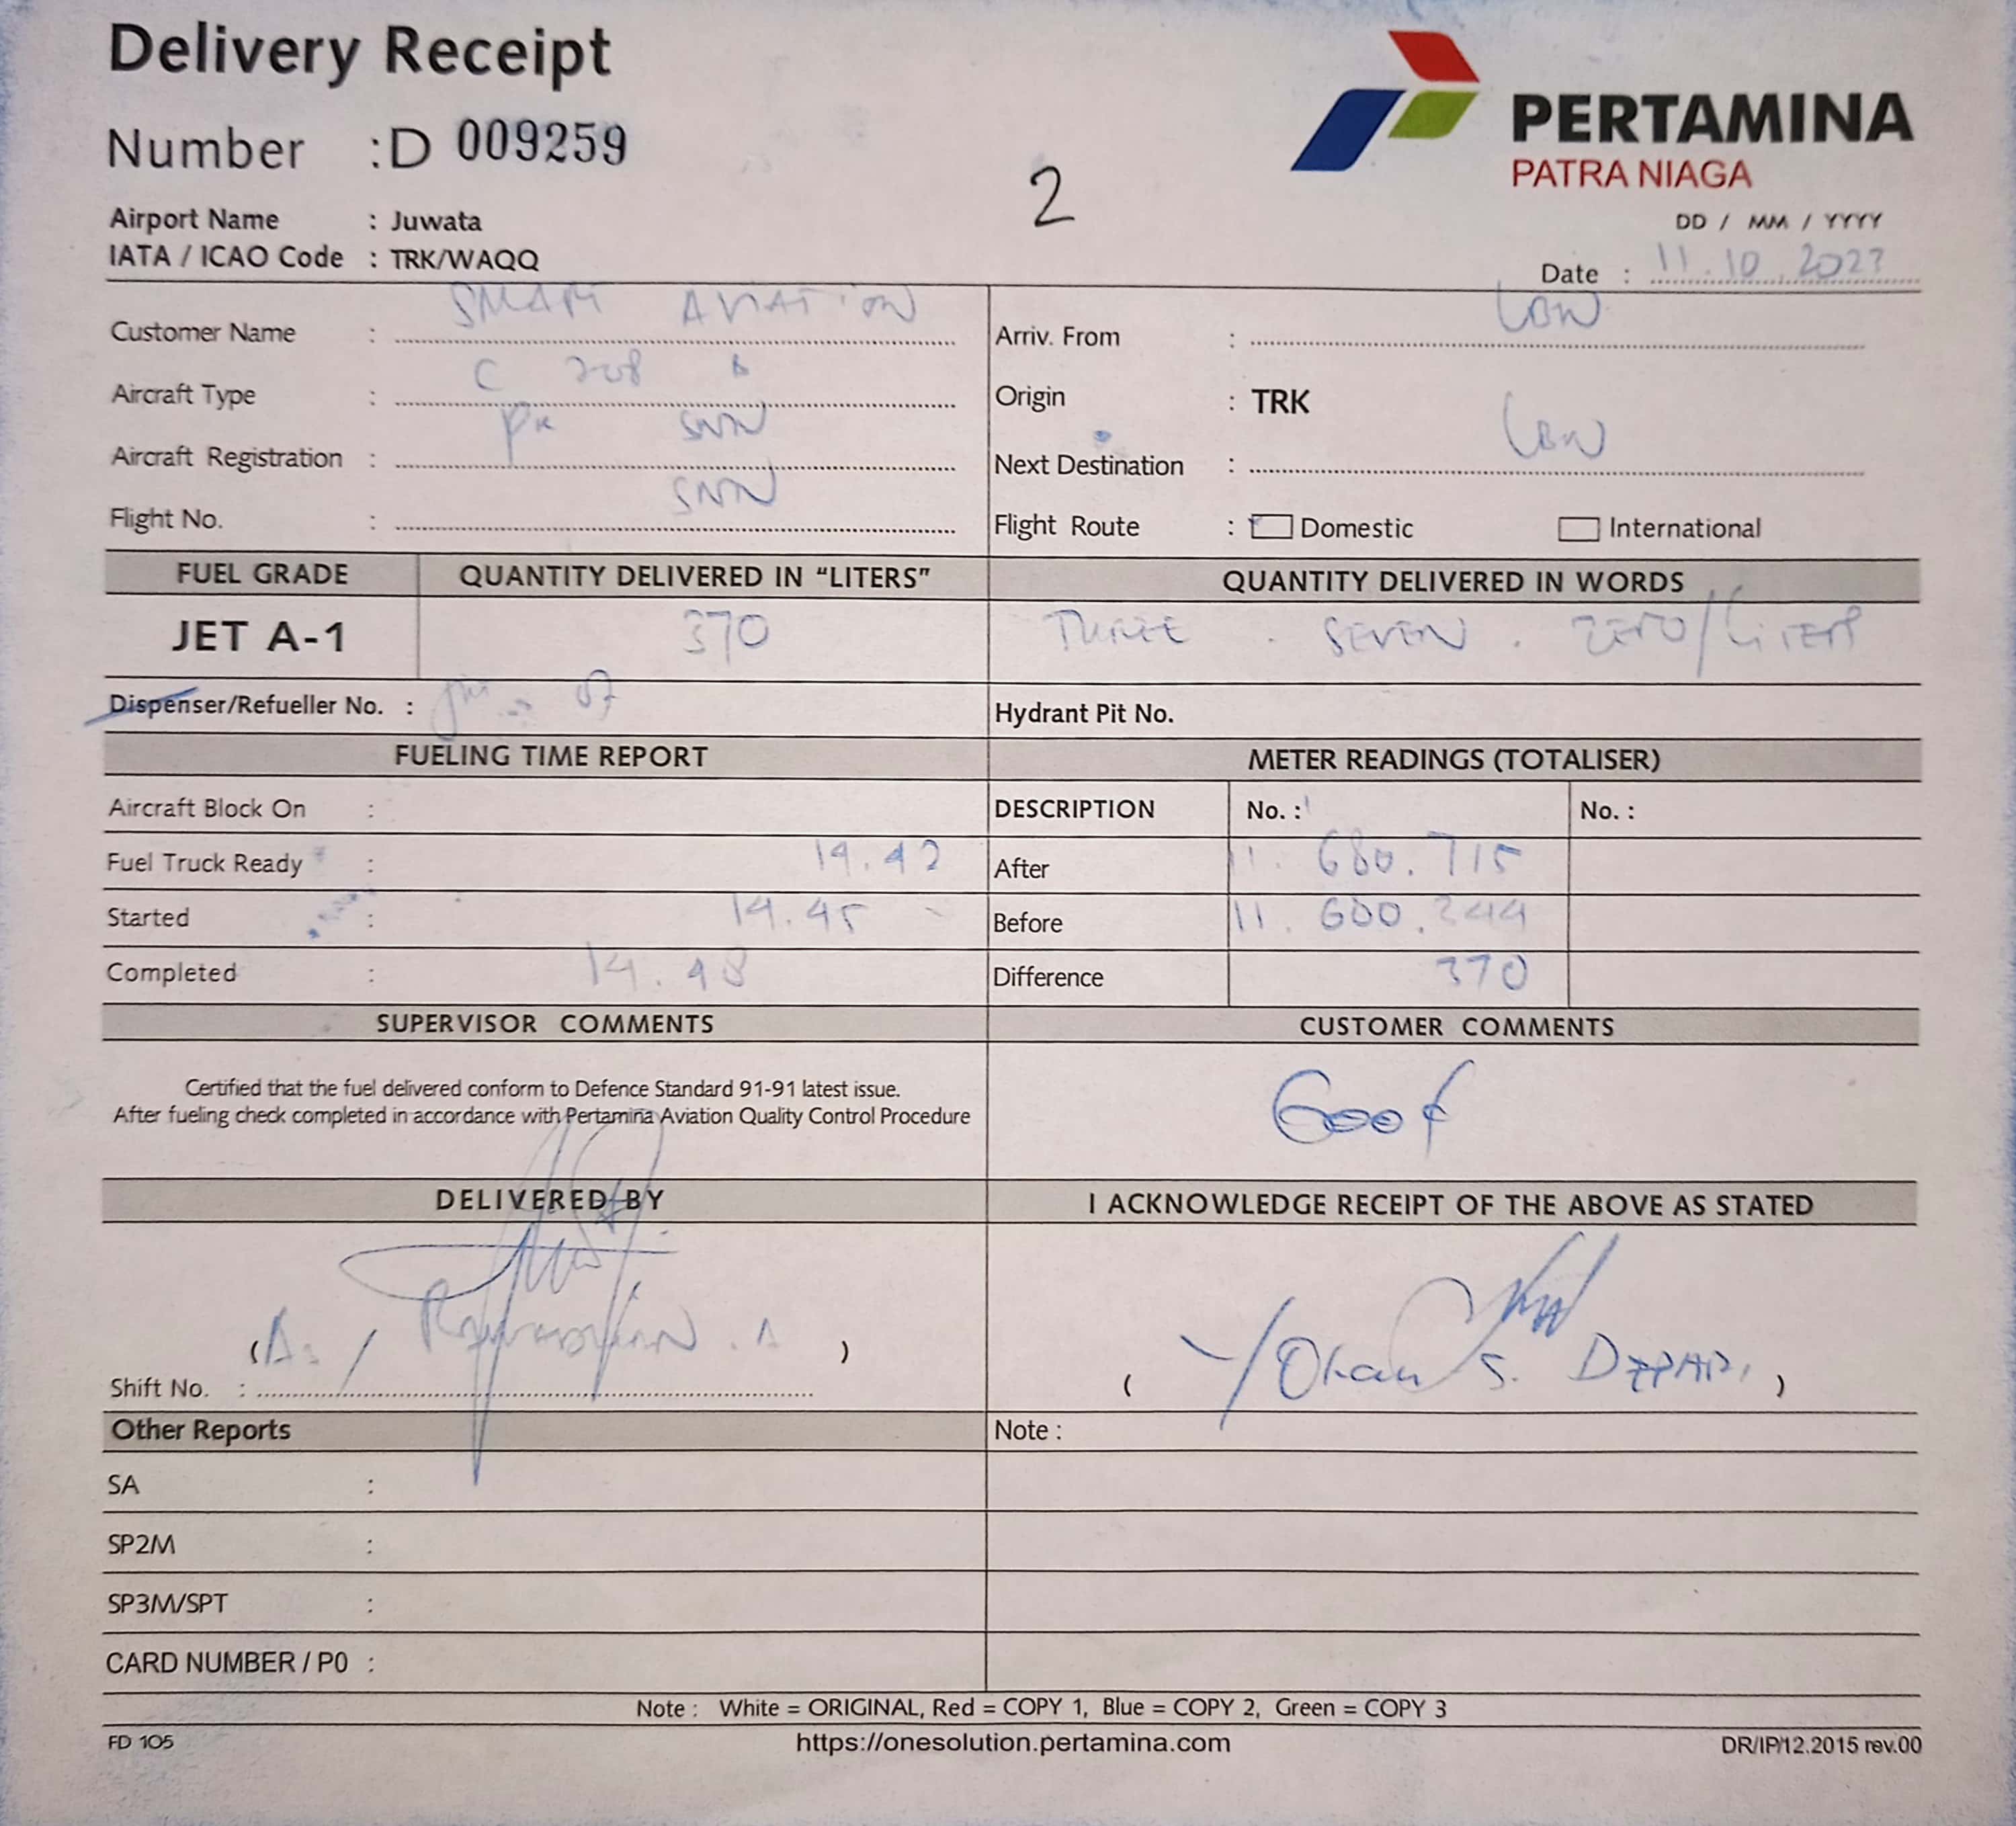 Delivery Receipt
Number : D 009259
PERTAMINA
PATRA NIAGA
2
Airport Name : Juwata
IATA / ICAO Code : TRK/WAQQ
DD / MM / YYYY
Date : 11.10.2023
Customer Name : SMART AVIATION
Arriv. From : LBW
Aircraft Type : C 208 B
Origin : TRK
Aircraft Registration : PK SNN
Next Destination : LBW
Flight No. : SNN
Flight Route : Domestic International
FUEL GRADE QUANTITY DELIVERED IN “LITERS” QUANTITY DELIVERED IN WORDS
JET A-1 370 THREE . SEVEN . ZERO / LITERS
Dispenser/Refueller No. : 07
Hydrant Pit No.
FUELING TIME REPORT METER READINGS (TOTALISER)
Aircraft Block On : DESCRIPTION No. : No. :
Fuel Truck Ready : 14.42 After 11.680.715
Started : 14.45 Before 11.680.
Completed : 14.48 Difference 370
SUPERVISOR COMMENTS CUSTOMER COMMENTS
Certified that the fuel delivered conform to Defence Standard 91-91 latest issue.
After fueling check completed in accordance with Pertamina Aviation Quality Control Procedure
Good
DELIVERED BY I ACKNOWLEDGE RECEIPT OF THE ABOVE AS STATED
( )
Shift No. :
( Yohan S. )
Other Reports Note :
SA :
SP2M :
SP3M/SPT :
CARD NUMBER / P0 :
Note : White = ORIGINAL, Red = COPY 1, Blue = COPY 2, Green = COPY 3
FD 105 https://onesolution.pertamina.com DR/IP/12.2015 rev.00